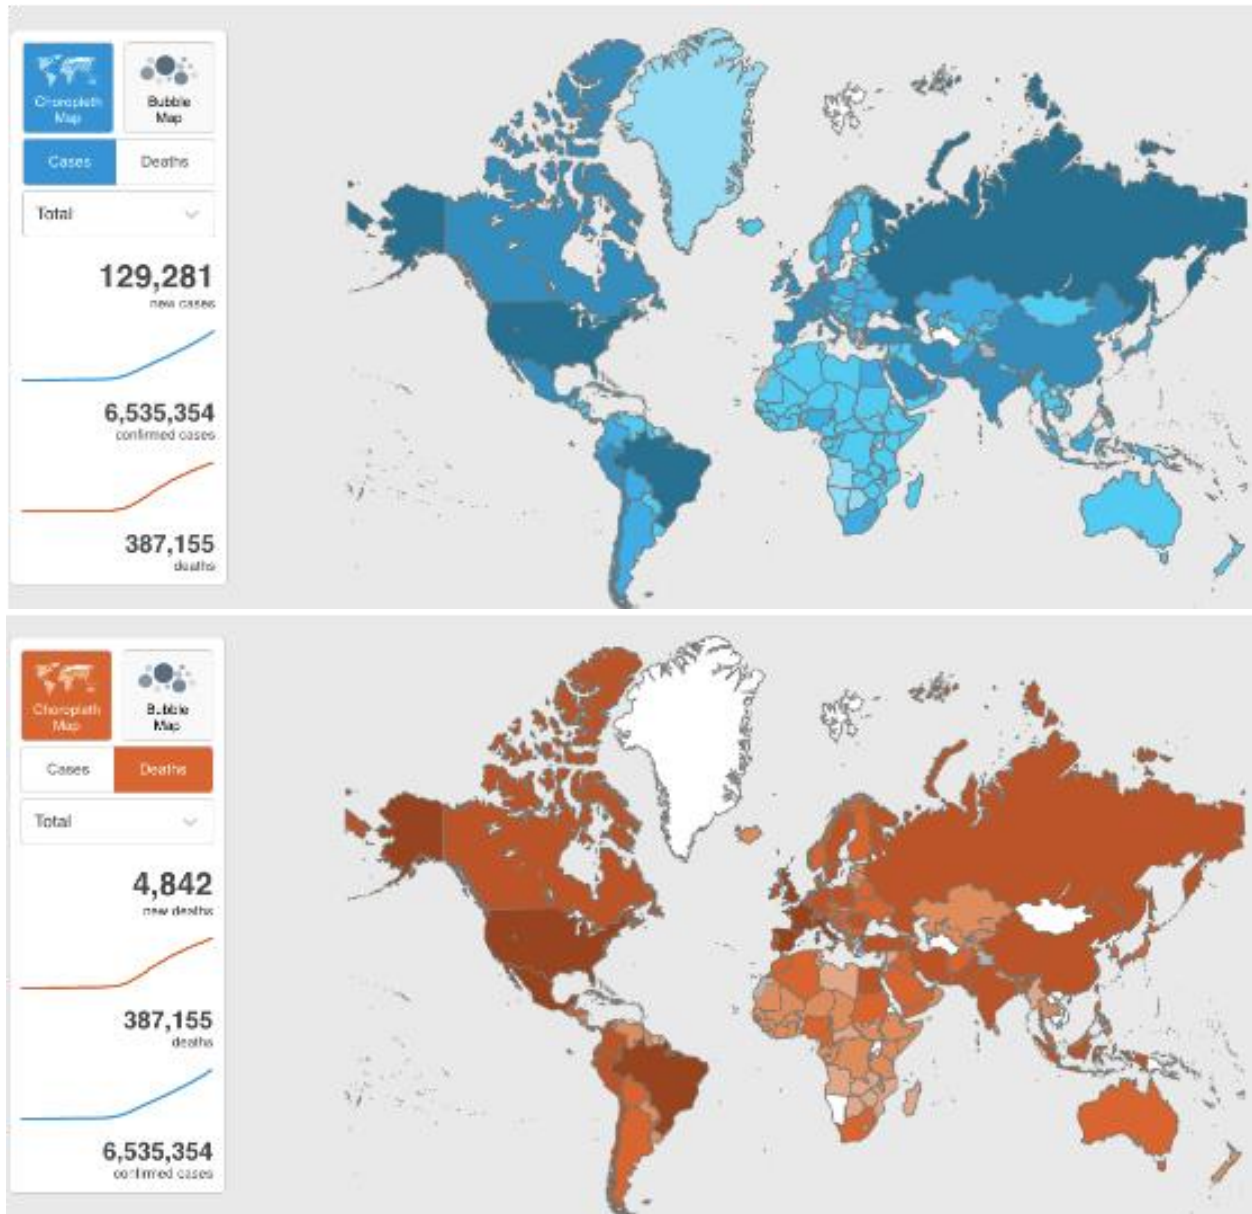 Choropleth
Map
Bubble
Map
Cases
Deaths
Total
129,281
new cases
6,535,354
confirmed cases
387,155
deaths
Choropleth
Map
Bubble
Map
Cases
Deaths
Total
4,842
new deaths
387,155
deaths
6,535,354
confirmed cases